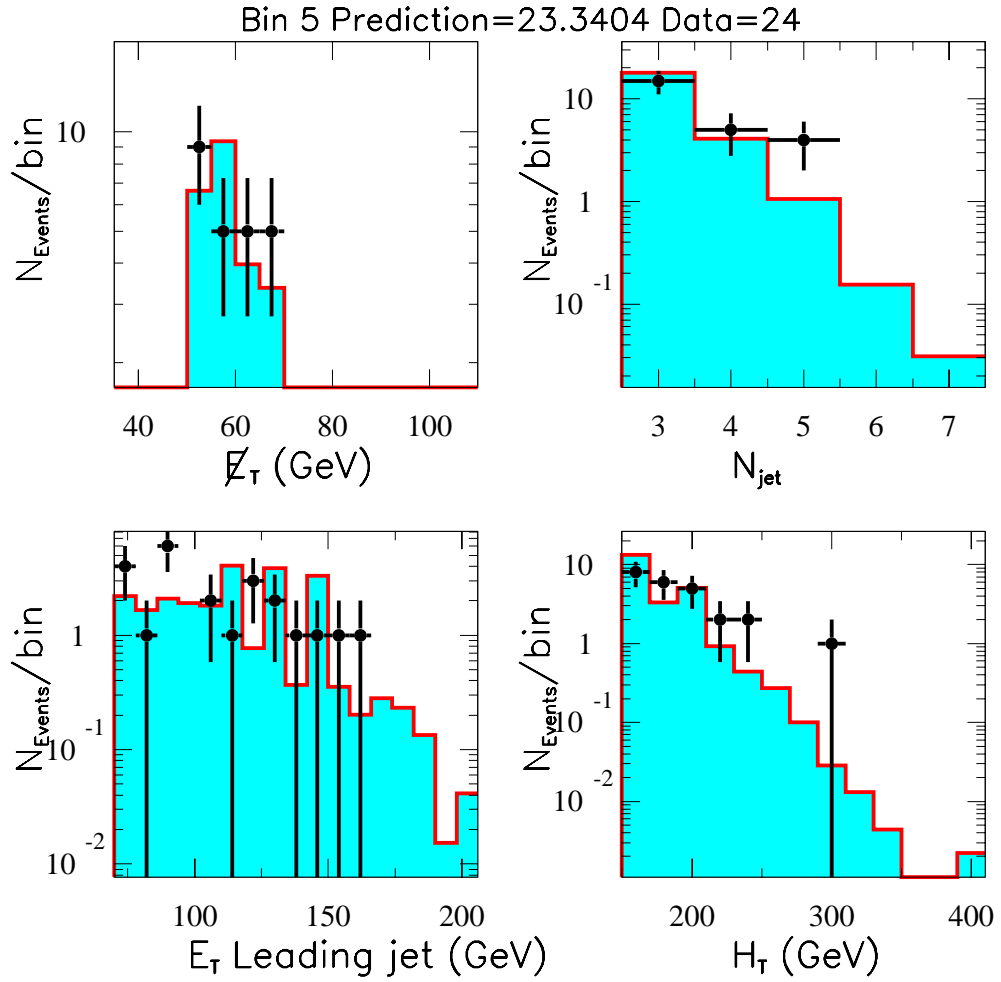 Bin 5 Prediction=23.3404 Data=24
N_Events/bin
10
40 60 80 100
E̸_T (GeV)
N_Events/bin
10
1
10^-1
3 4 5 6 7
N_jet
N_Events/bin
1
10^-1
10^-2
100 150 200
E_T Leading jet (GeV)
N_Events/bin
10
1
10^-1
10^-2
200 300 400
H_T (GeV)